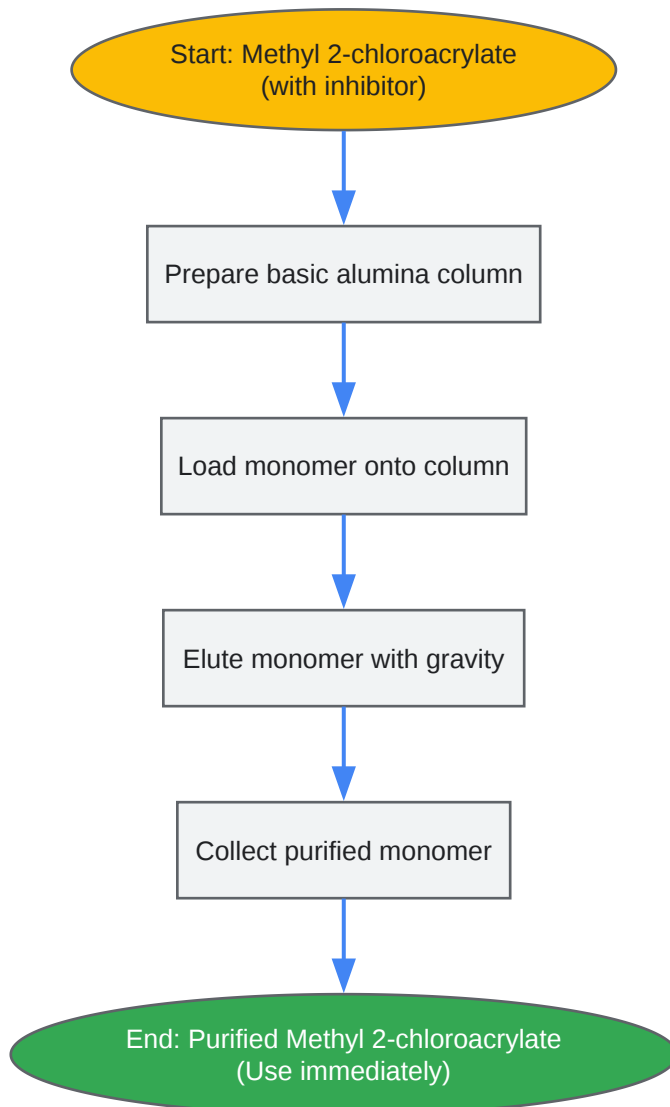 Start: Methyl 2-chloroacrylate
(with inhibitor)
Prepare basic alumina column
Load monomer onto column
Elute monomer with gravity
Collect purified monomer
End: Purified Methyl 2-chloroacrylate
(Use immediately)